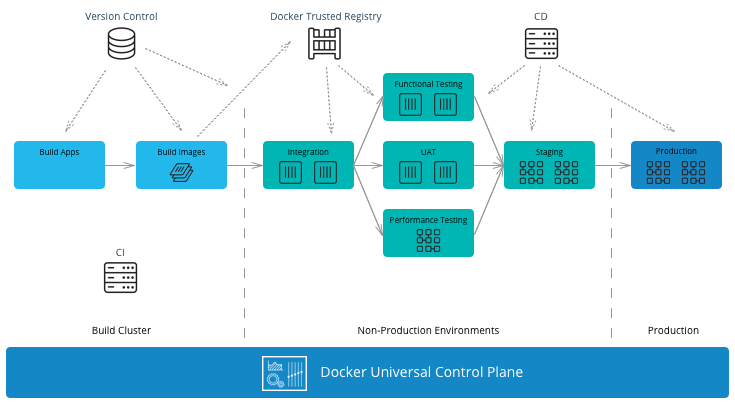 Version Control
Docker Trusted Registry
CD
Functional Testing
Build Apps
Build Images
Integration
UAT
Staging
Production
Performance Testing
CI
Build Cluster
Non-Production Environments
Production
Docker Universal Control Plane